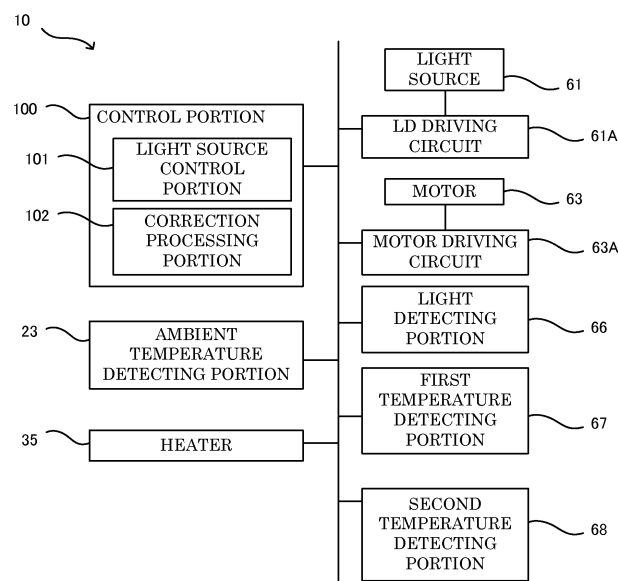 10
100
CONTROL PORTION
101
LIGHT SOURCE
CONTROL
PORTION
102
CORRECTION
PROCESSING
PORTION
23
AMBIENT
TEMPERATURE
DETECTING PORTION
35
HEATER
LIGHT
SOURCE
61
LD DRIVING
CIRCUIT
61A
MOTOR
63
MOTOR DRIVING
CIRCUIT
63A
LIGHT
DETECTING
PORTION
66
FIRST
TEMPERATURE
DETECTING
PORTION
67
SECOND
TEMPERATURE
DETECTING
PORTION
68